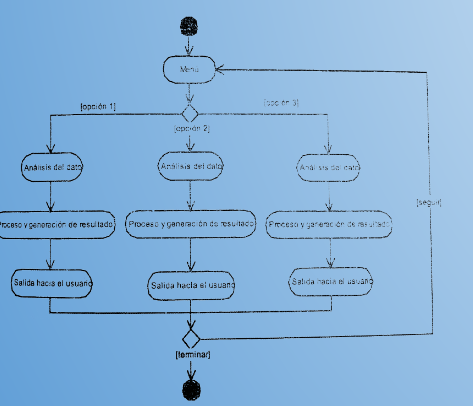 Menú
[opción 1]
[opción 2]
[opción 3]
Análisis del dato
Análisis del dato
Análisis del dato
[seguir]
Proceso y generación de resultado
Proceso y generación de resultado
Proceso y generación de resultado
Salida hacia el usuario
Salida hacia el usuario
Salida hacia el usuario
[terminar]